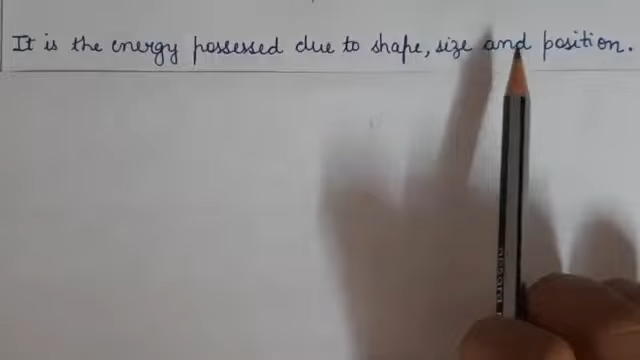 It is the energy possessed due to shape, size and position.